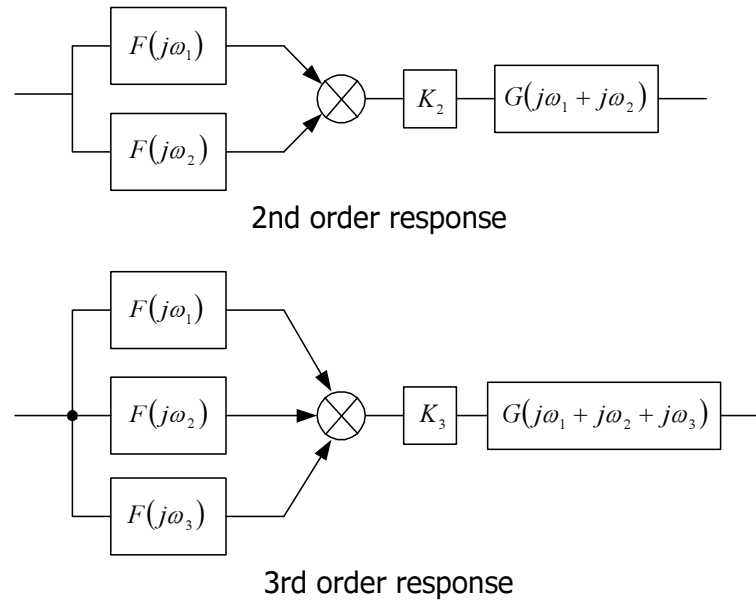 F(jω₁)
F(jω₂)
K₂
G(jω₁ + jω₂)
2nd order response
F(jω₁)
F(jω₂)
F(jω₃)
K₃
G(jω₁ + jω₂ + jω₃)
3rd order response